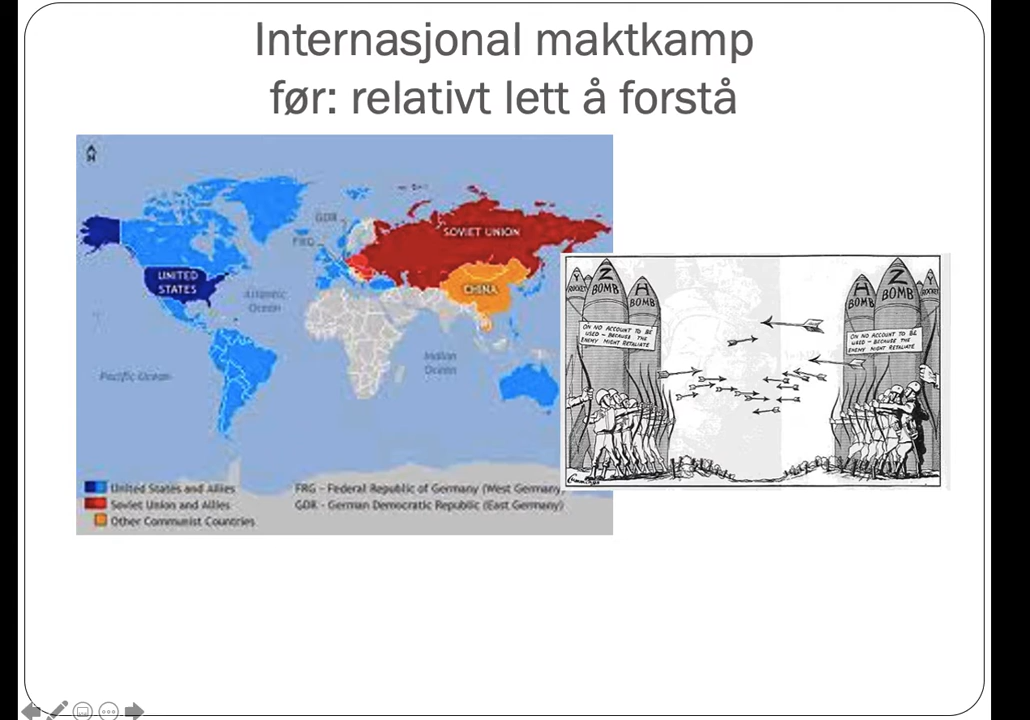 Internasjonal maktkamp
før: relativt lett å forstå
N
GDR
FRG
SOVIET UNION
UNITED
STATES
CHINA
Atlantic
Ocean
Indian
Ocean
Pacific Ocean
United States and Allies
Soviet Union and Allies
Other Communist Countries
FRG - Federal Republic of Germany (West Germany)
GDR - German Democratic Republic (East Germany)
Y
ROCKET
Z
BOMB
H
BOMB
ON NO ACCOUNT TO BE
USED - BECAUSE THE
ENEMY MIGHT RETALIATE
H
BOMB
Z
BOMB
Y
ROCKET
ON NO ACCOUNT TO BE
USED - BECAUSE THE
ENEMY MIGHT RETALIATE